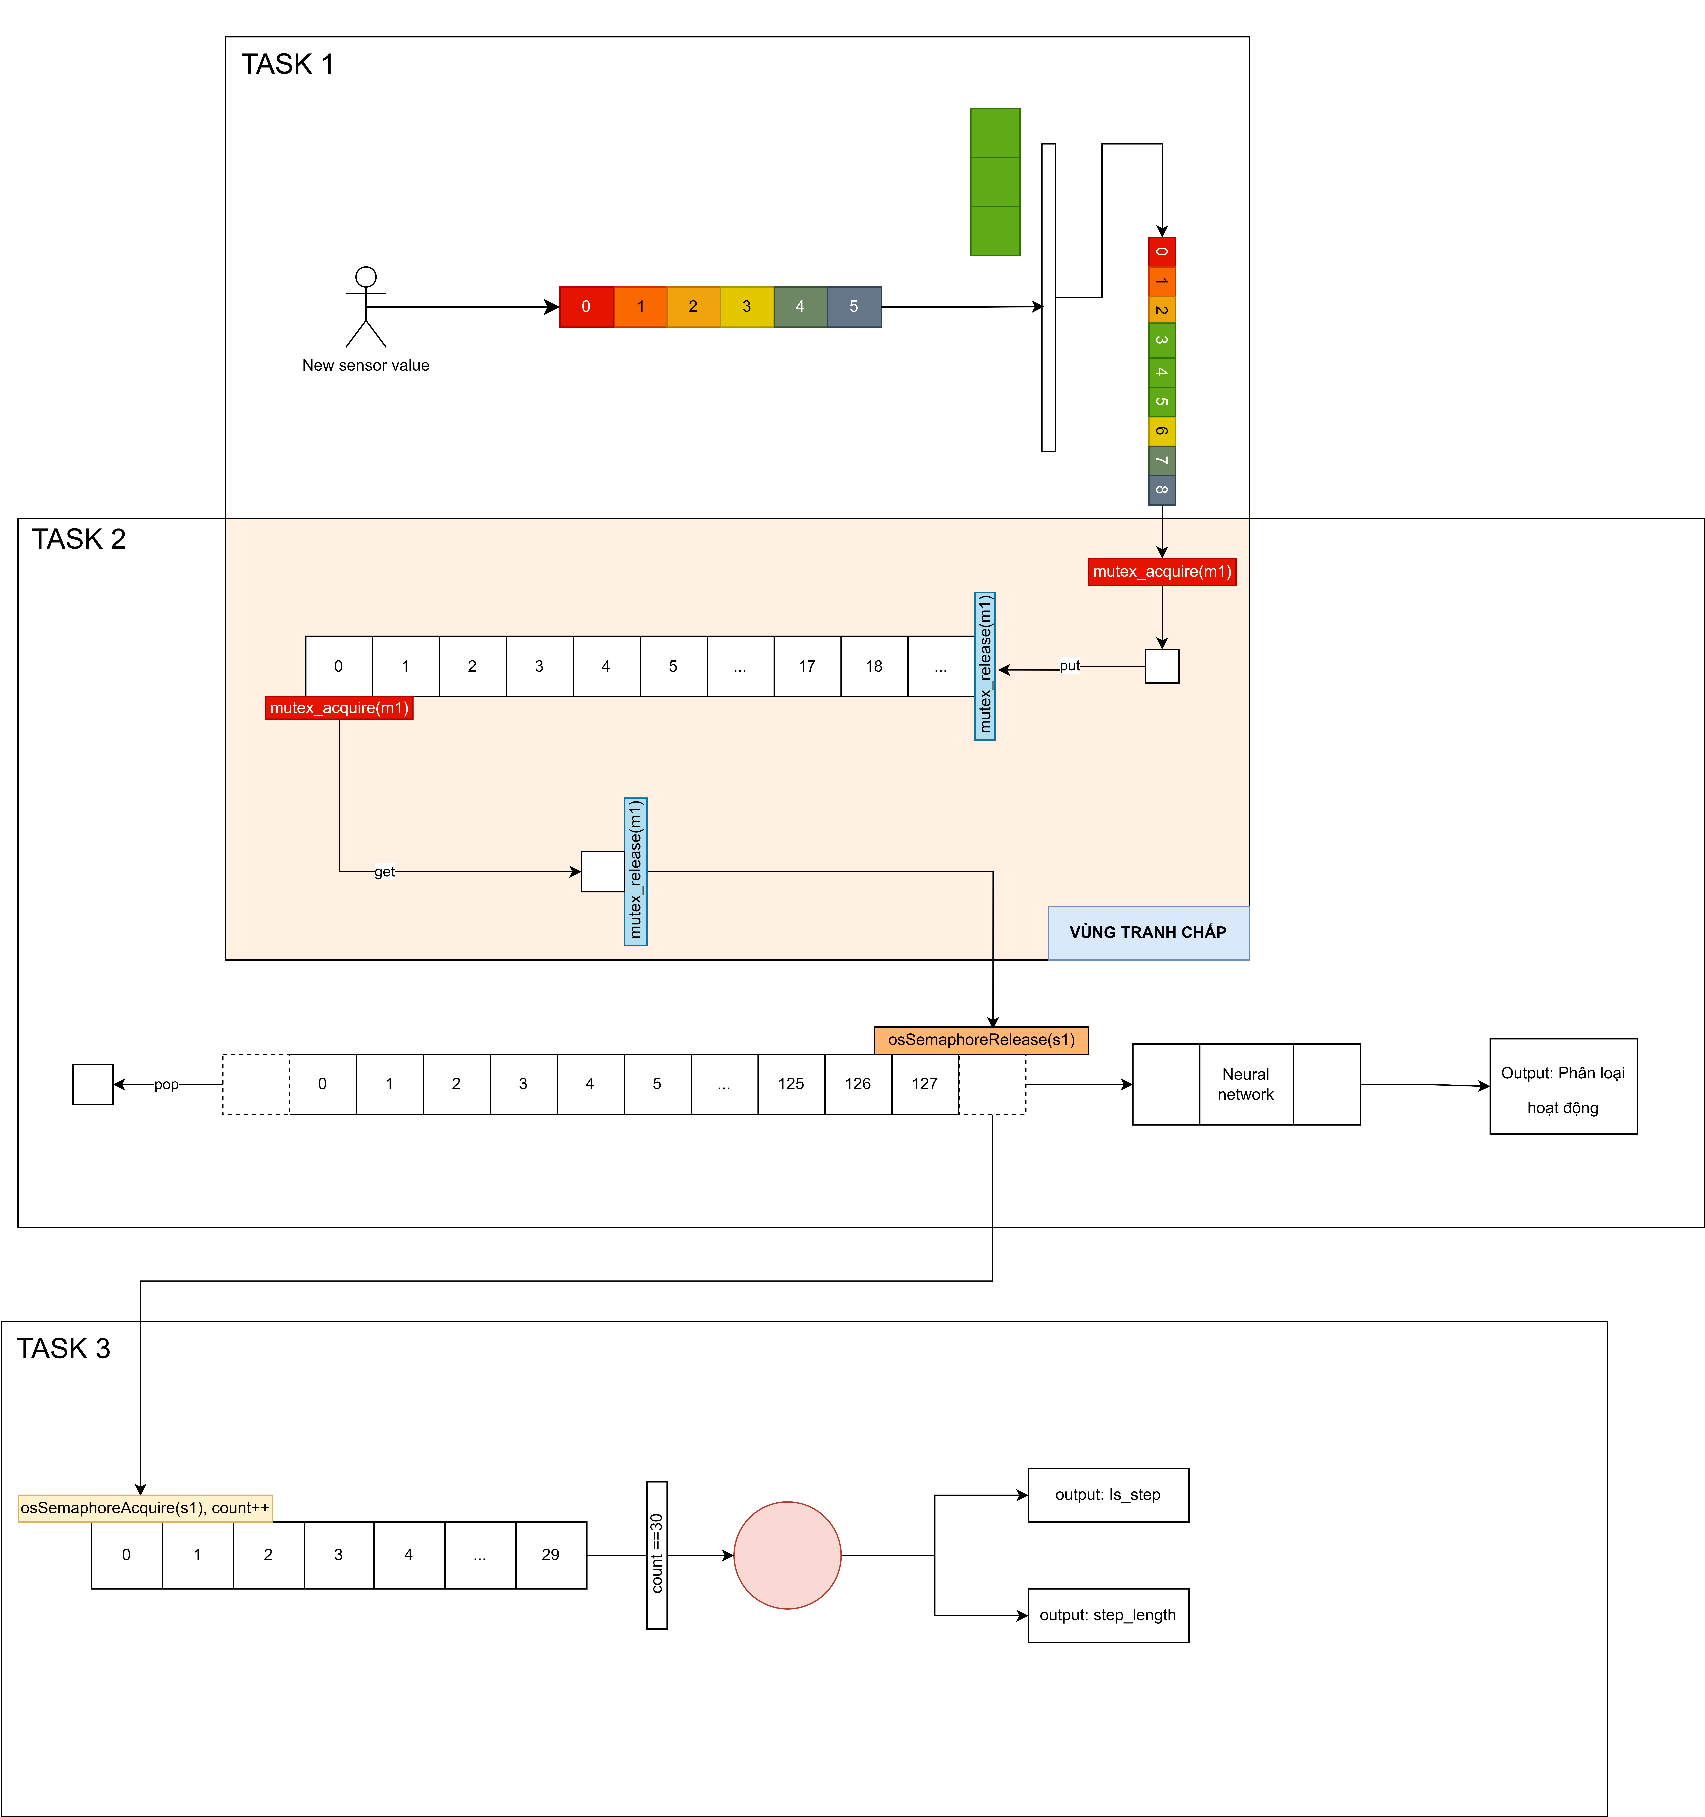 TASK 1
0 1 2 3 4 5
New sensor value
0
1
2
3
4
5
6
7
8
TASK 2
mutex_acquire(m1)
0 1 2 3 4 5 ... 17 18 ...
mutex_release(m1)
put
mutex_acquire(m1)
get
mutex_release(m1)
VÙNG TRANH CHẤP
osSemaphoreRelease(s1)
pop
0 1 2 3 4 5 ... 125 126 127
Neural
network
Output: Phân loại
hoạt động
TASK 3
osSemaphoreAcquire(s1), count++
0 1 2 3 4 ... 29
count ==30
output: Is_step
output: step_length